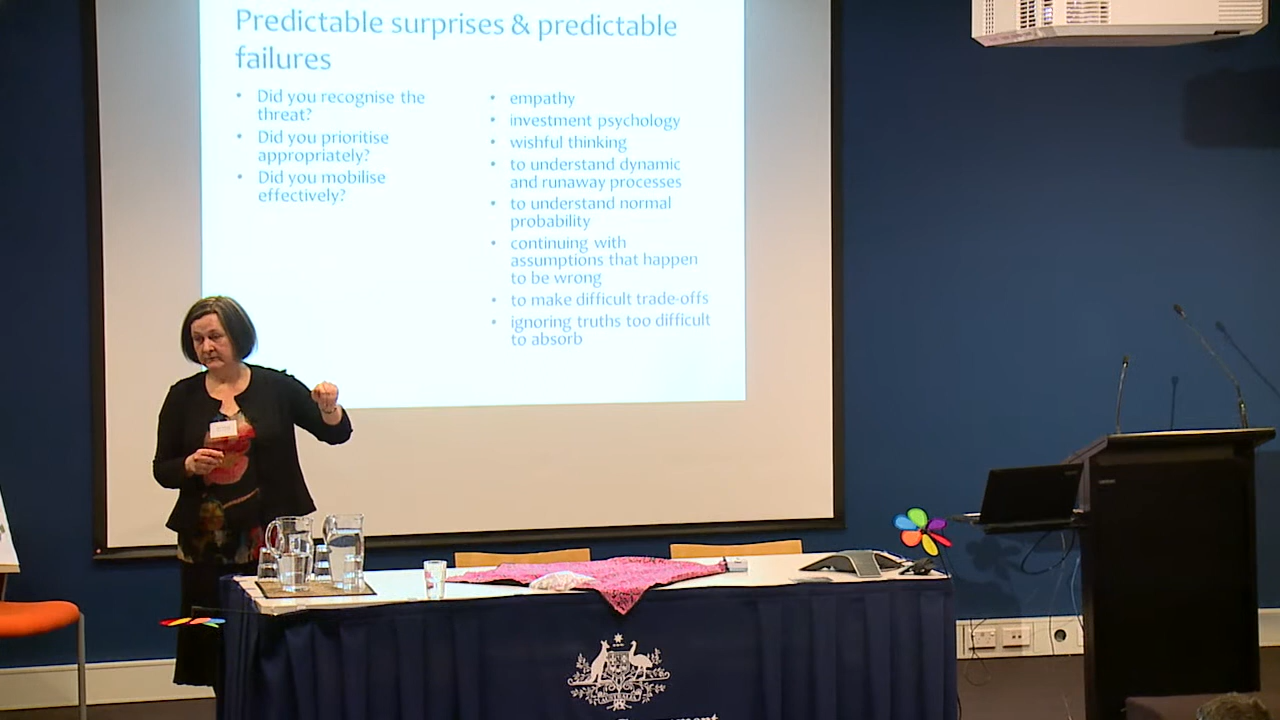 Predictable surprises & predictable
failures
• Did you recognise the
threat?
• Did you prioritise
appropriately?
• Did you mobilise
effectively?
• empathy
• investment psychology
• wishful thinking
• to understand dynamic
and runaway processes
• to understand normal
probability
• continuing with
assumptions that happen
to be wrong
• to make difficult trade-offs
• ignoring truths too difficult
to absorb
AUSTRALIA